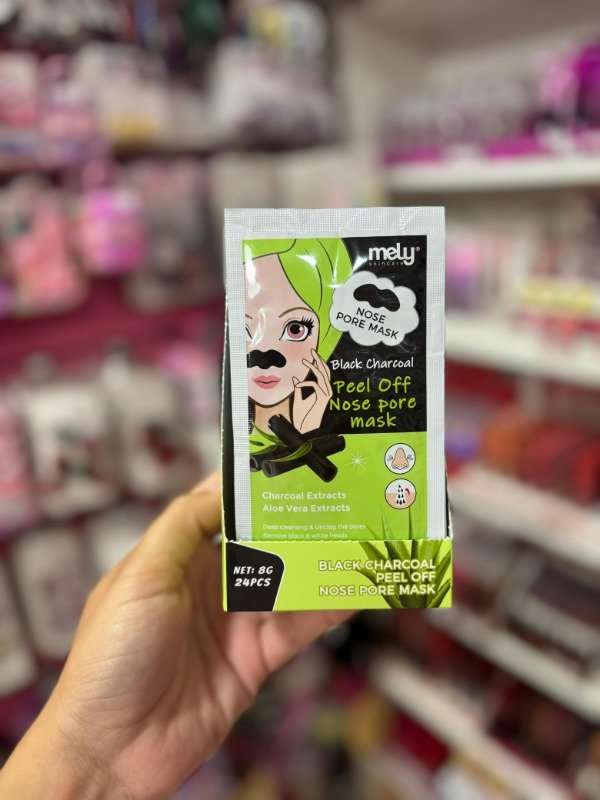 mely®
skincare
NOSE
PORE MASK
Black Charcoal
Peel Off
Nose pore
mask
Charcoal Extracts
Aloe Vera Extracts
Deep cleansing & Unclog the pores
Remove black & white heads
NET: 8G
24PCS
BLACK CHARCOAL
PEEL OFF
NOSE PORE MASK